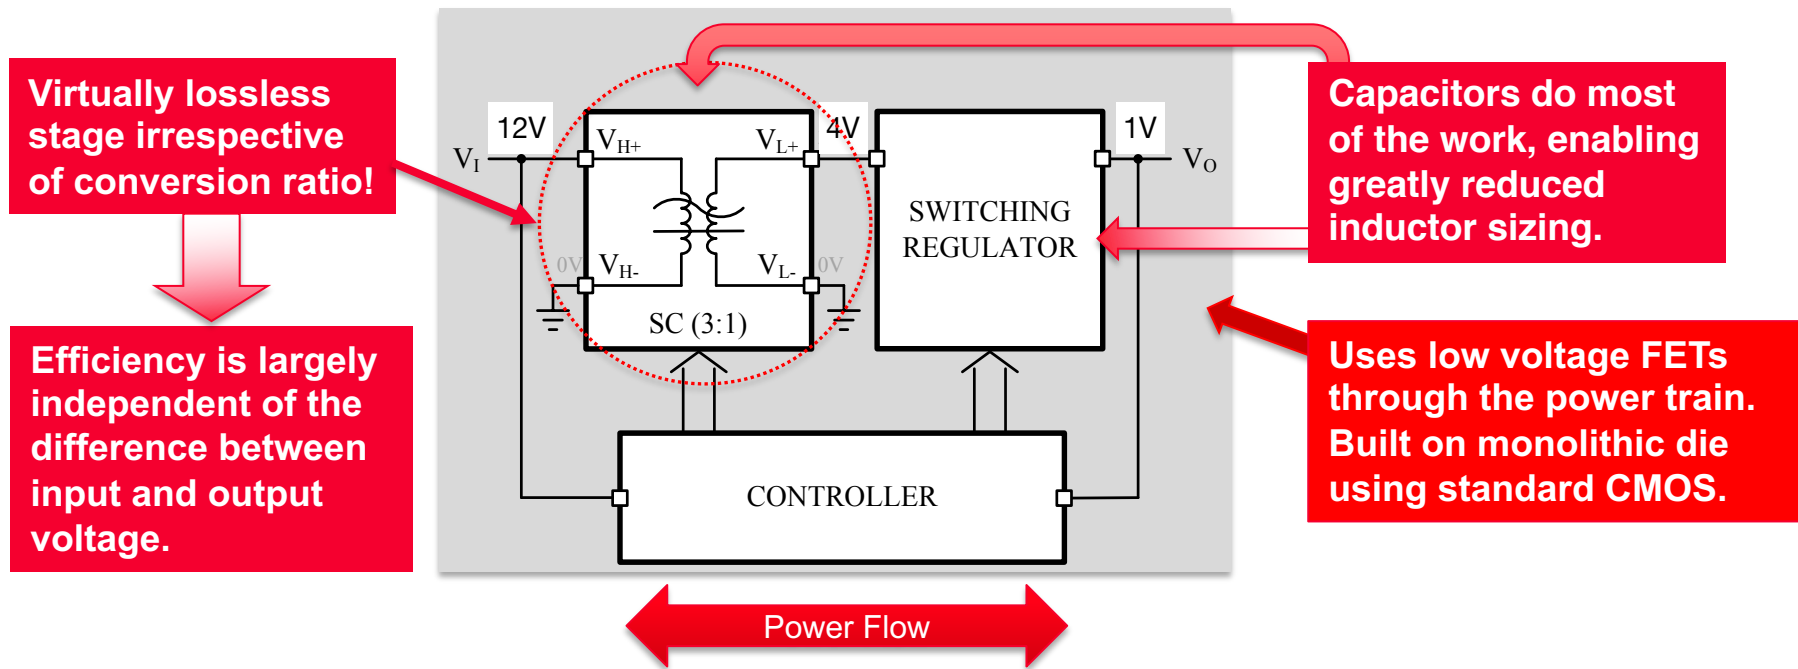 Virtually lossless
stage irrespective
of conversion ratio!
Efficiency is largely
independent of the
difference between
input and output
voltage.
12V
4V
1V
VI
VH+
VL+
VO
0V
VH-
VL-
0V
SC (3:1)
SWITCHING
REGULATOR
CONTROLLER
Capacitors do most
of the work, enabling
greatly reduced
inductor sizing.
Uses low voltage FETs
through the power train.
Built on monolithic die
using standard CMOS.
Power Flow